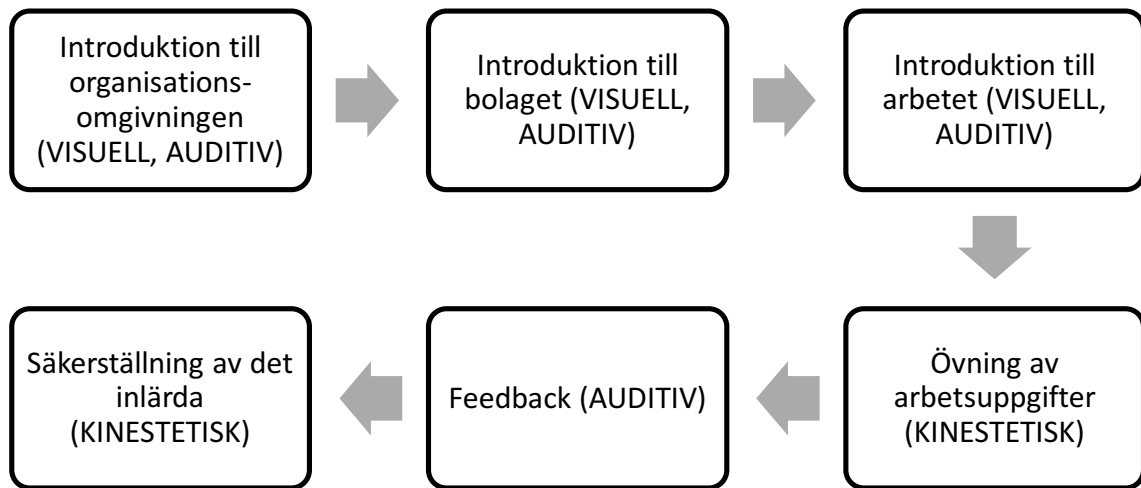 Introduktion till
organisations-
omgivningen
(VISUELL, AUDITIV)
Introduktion till
bolaget (VISUELL,
AUDITIV)
Introduktion till
arbetet (VISUELL,
AUDITIV)
Övning av
arbetsuppgifter
(KINESTETISK)
Feedback (AUDITIV)
Säkerställning av det
inlärda
(KINESTETISK)